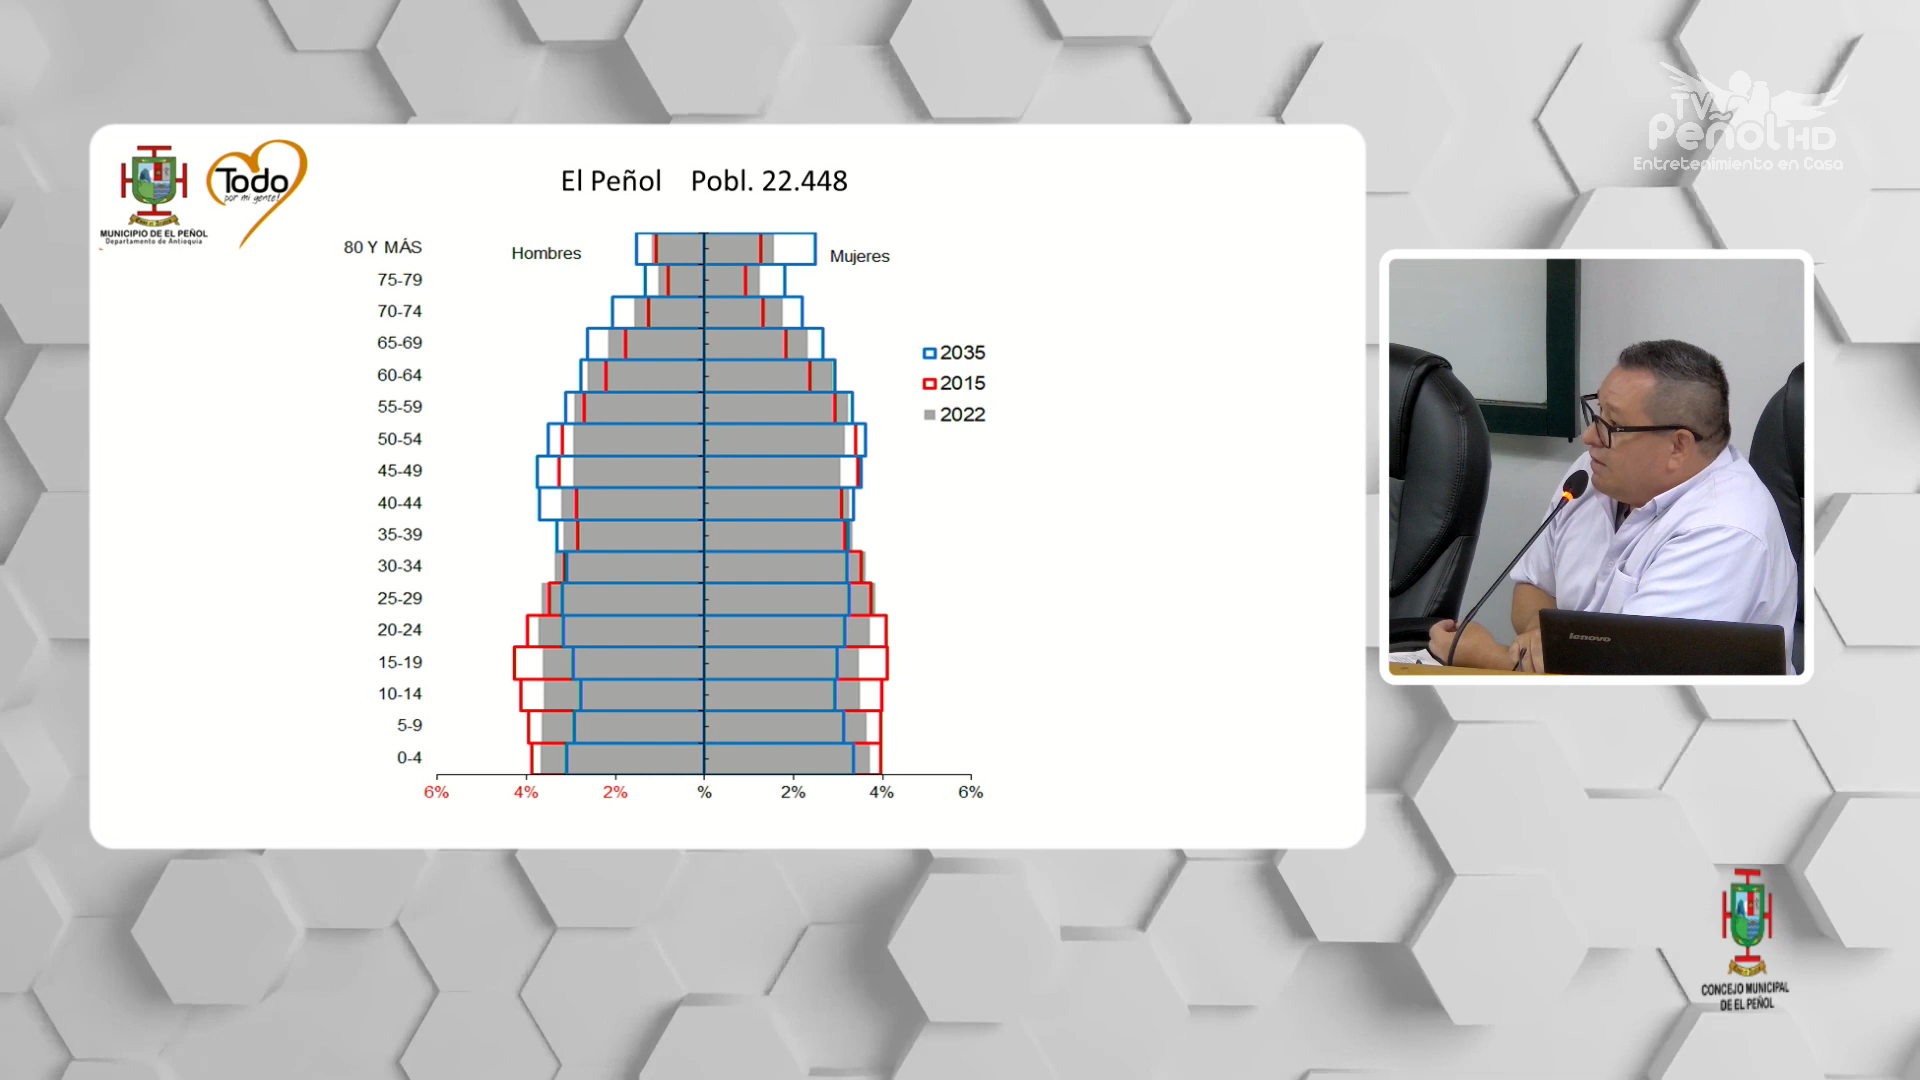 TV
Peñol HD
Entretenimiento en Casa
Todo
por mi gente!
MUNICIPIO DE EL PEÑOL
Departamento de Antioquia
El Peñol Pobl. 22.448
Hombres
Mujeres
80 Y MÁS
75-79
70-74
65-69
60-64
55-59
50-54
45-49
40-44
35-39
30-34
25-29
20-24
15-19
10-14
5-9
0-4
2035
2015
2022
6% 4% 2% % 2% 4% 6%
lenovo
CONCEJO MUNICIPAL
DE EL PEÑOL